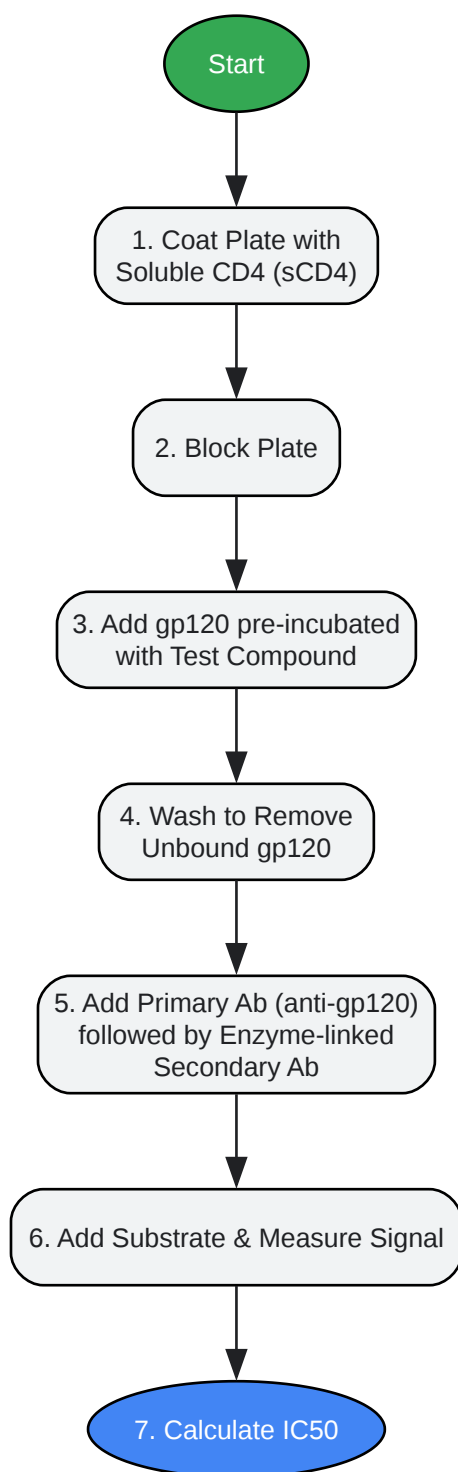 Start
1. Coat Plate with
Soluble CD4 (sCD4)
2. Block Plate
3. Add gp120 pre-incubated
with Test Compound
4. Wash to Remove
Unbound gp120
5. Add Primary Ab (anti-gp120)
followed by Enzyme-linked
Secondary Ab
6. Add Substrate & Measure Signal
7. Calculate IC50